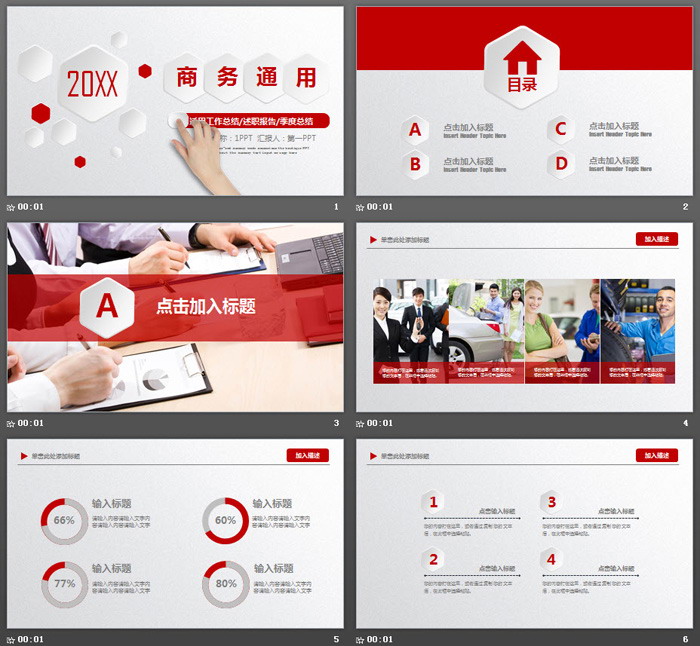 20XX
商务通用
适用工作总结/述职报告/季度总结
称：1PPT 汇报人：第一PPT
00:01
1
目录
A
点击加入标题
Insert Header Topic Here
B
点击加入标题
Insert Header Topic Here
C
点击加入标题
Insert Header Topic Here
D
点击加入标题
Insert Header Topic Here
00:01
2
A
点击加入标题
00:01
3
单击此处添加标题
加入描述
00:01
4
单击此处添加标题
加入描述
66%
输入标题
请输入内容请输入文字内
容请输入内容请输入文字
60%
输入标题
请输入内容请输入文字内
容请输入内容请输入文字
77%
输入标题
请输入内容请输入文字内
容请输入内容请输入文字
80%
输入标题
请输入内容请输入文字内
容请输入内容请输入文字
00:01
5
单击此处添加标题
加入描述
1
点击输入标题
2
点击输入标题
3
点击输入标题
4
点击输入标题
00:01
6